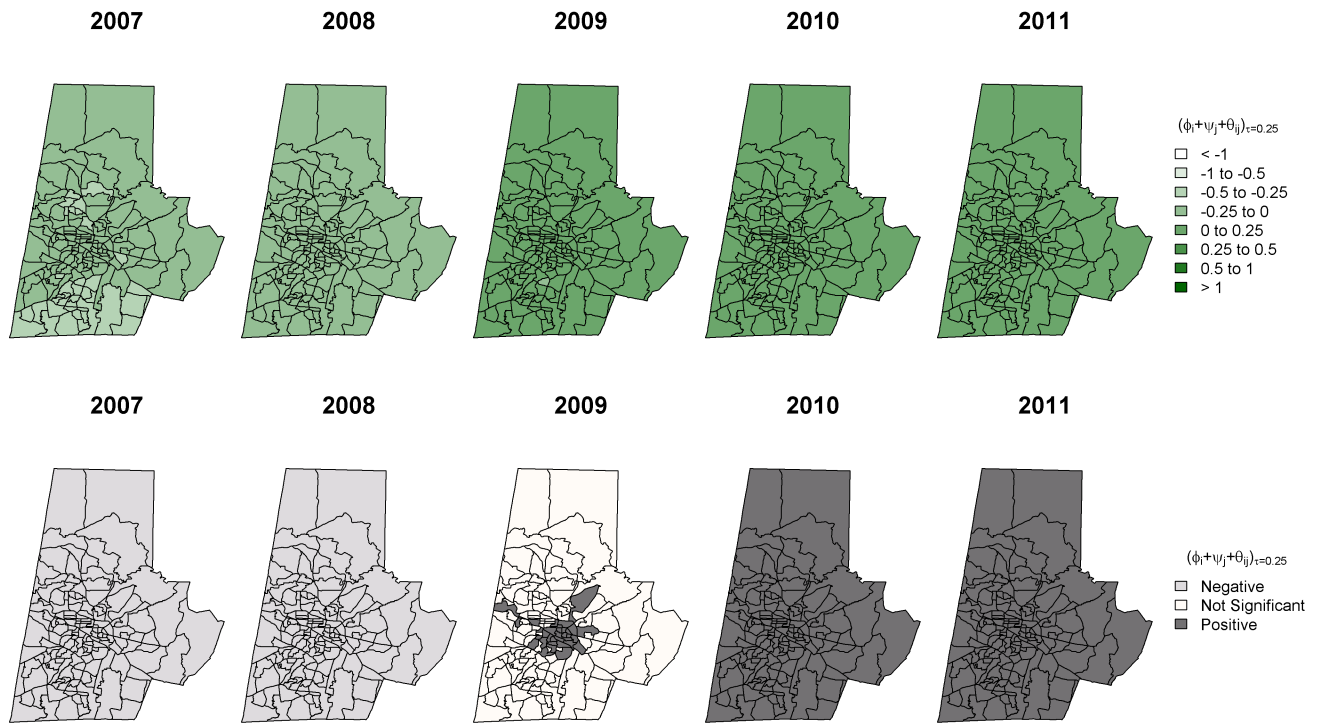 2007 2008 2009 2010 2011
(ϕi+ψj+θij)τ=0.25
< -1
-1 to -0.5
-0.5 to -0.25
-0.25 to 0
0 to 0.25
0.25 to 0.5
0.5 to 1
> 1
2007 2008 2009 2010 2011
(ϕi+ψj+θij)τ=0.25
Negative
Not Significant
Positive